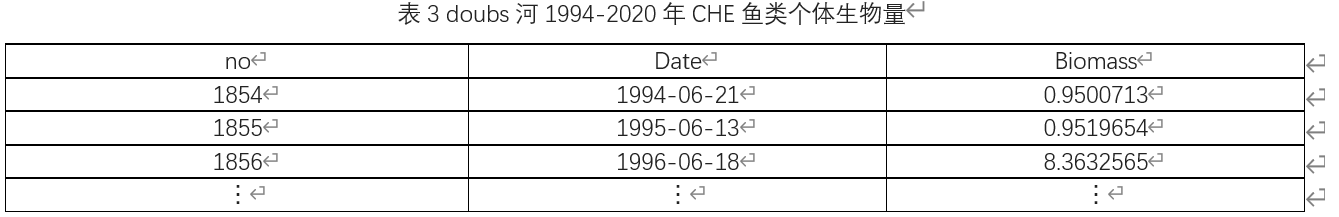 表 3 doubs 河 1994-2020 年 CHE 鱼类个体生物量↵
no↵ Date↵ Biomass↵ ↵
1854↵ 1994-06-21↵ 0.9500713↵ ↵
1855↵ 1995-06-13↵ 0.9519654↵ ↵
1856↵ 1996-06-18↵ 8.3632565↵ ↵
⋮↵ ⋮↵ ⋮↵ ↵